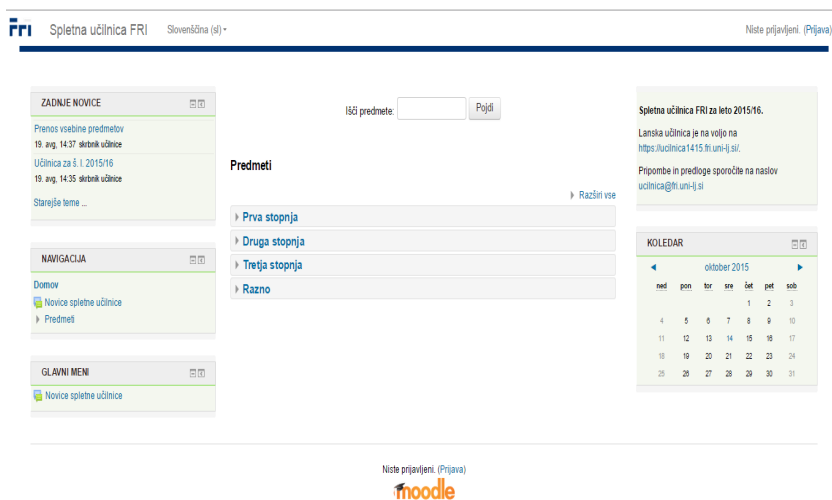 Fri Spletna učilnica FRI Slovenščina (sl)
Niste prijavljeni. (Prijava)
ZADNJE NOVICE
Prenos vsebine predmetov
19. avg, 14:37 skrbnik učilnice
Učilnica za š. l. 2015/16
19. avg, 14:35 skrbnik učilnice
Starejše teme ...
NAVIGACIJA
Domov
Novice spletne učilnice
Predmeti
GLAVNI MENI
Novice spletne učilnice
Išči predmete: Pojdi
Predmeti
Razširi vse
Prva stopnja
Druga stopnja
Tretja stopnja
Razno
Spletna učilnica FRI za leto 2015/16.
Lanska učilnica je na voljo na
https://ucilnica1415.fri.uni-lj.si/.
Pripombe in predloge sporočite na naslov
ucilnica@fri.uni-lj.si
KOLEDAR
oktober 2015
ned pon tor sre čet pet sob
1 2 3
4 5 6 7 8 9 10
11 12 13 14 15 16 17
18 19 20 21 22 23 24
25 26 27 28 29 30 31
Niste prijavljeni. (Prijava)
moodle